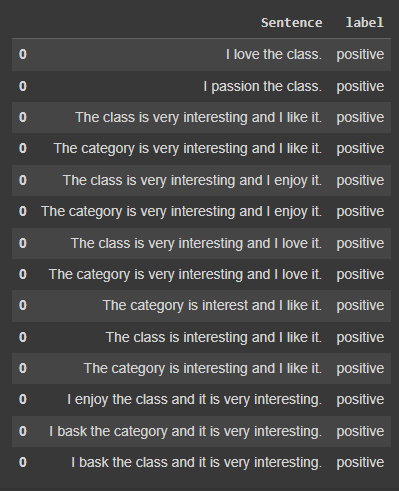 Sentence label
0 I love the class. positive
0 I passion the class. positive
0 The class is very interesting and I like it. positive
0 The category is very interesting and I like it. positive
0 The class is very interesting and I enjoy it. positive
0 The category is very interesting and I enjoy it. positive
0 The class is very interesting and I love it. positive
0 The category is very interesting and I love it. positive
0 The category is interest and I like it. positive
0 The class is interesting and I like it. positive
0 The category is interesting and I like it. positive
0 I enjoy the class and it is very interesting. positive
0 I bask the category and it is very interesting. positive
0 I bask the class and it is very interesting. positive